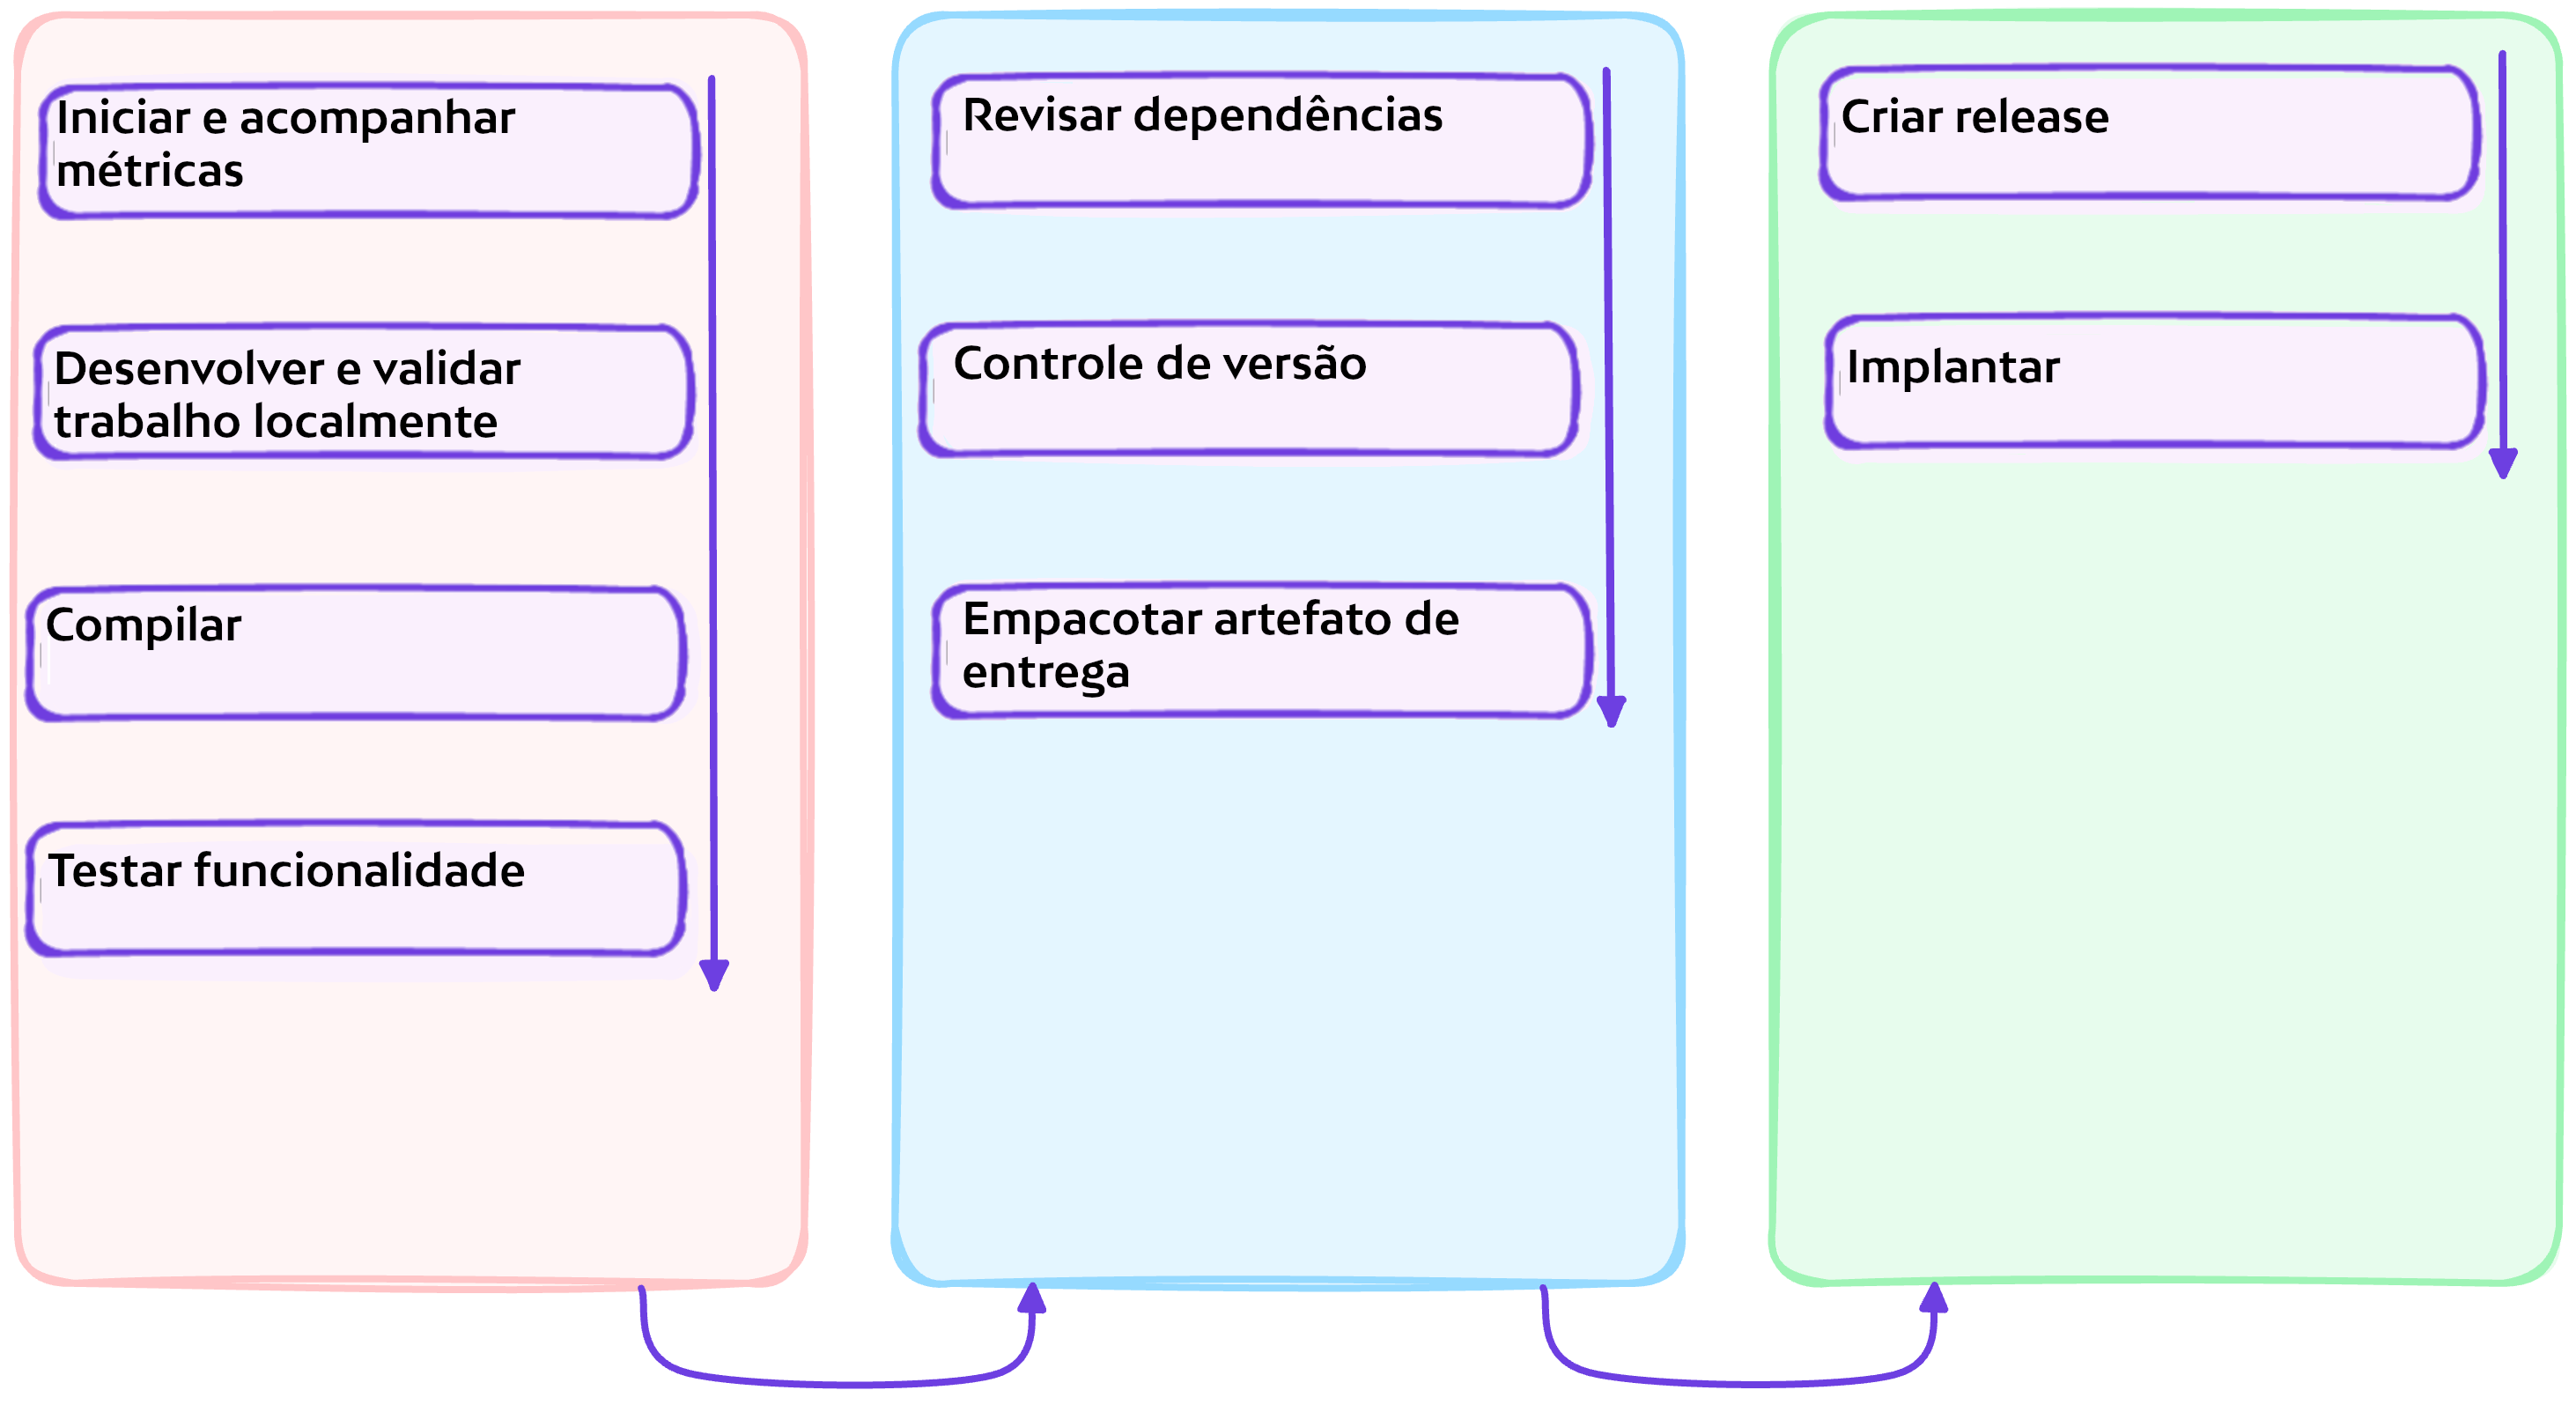 Iniciar e acompanhar
métricas
Desenvolver e validar
trabalho localmente
Compilar
Testar funcionalidade
Revisar dependências
Controle de versão
Empacotar artefato de
entrega
Criar release
Implantar